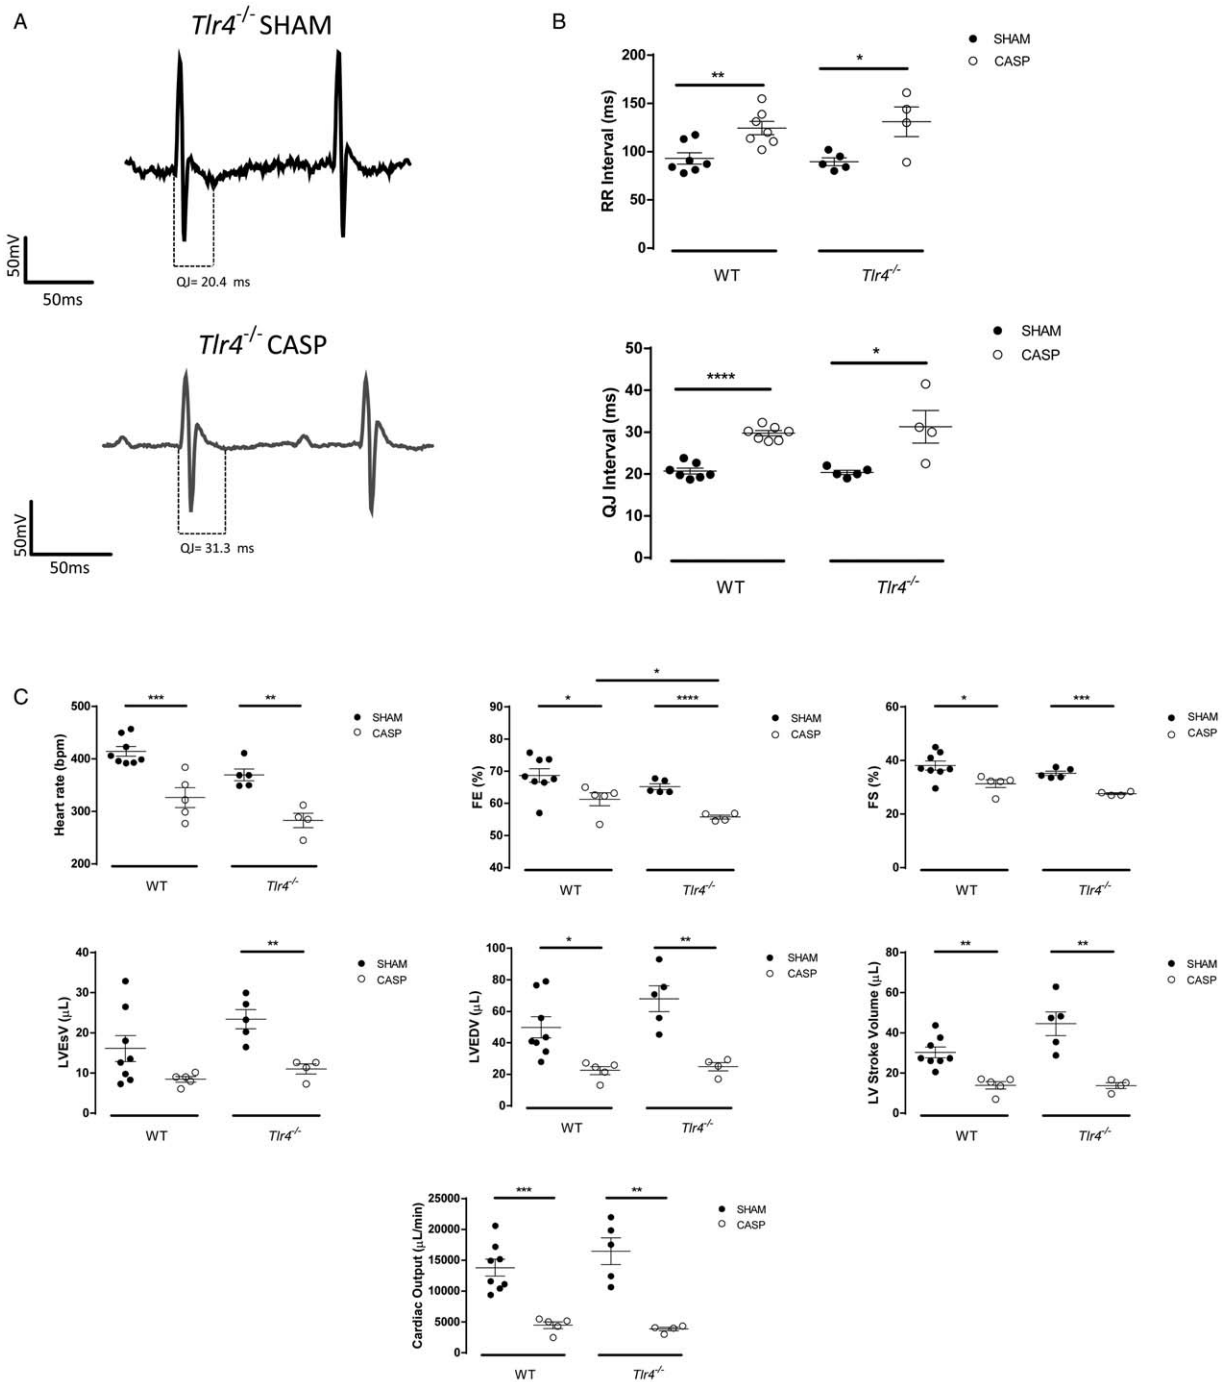 A
Tlr4-/- SHAM
50mV
50ms
QJ= 20.4 ms
Tlr4-/- CASP
50mV
50ms
QJ= 31.3 ms
B
SHAM
CASP
RR Interval (ms)
200
150
100
50
0
**
*
WT
Tlr4-/-
SHAM
CASP
QJ Interval (ms)
50
40
30
20
10
0
****
*
WT
Tlr4-/-
C
Heart rate (bpm)
500
400
300
200
***
**
SHAM
CASP
WT
Tlr4-/-
FE (%)
90
80
70
60
50
40
*
*
****
SHAM
CASP
WT
Tlr4-/-
FS (%)
60
40
20
0
*
***
SHAM
CASP
WT
Tlr4-/-
LVEsV (µL)
40
30
20
10
0
**
SHAM
CASP
WT
Tlr4-/-
LVEDV (µL)
100
80
60
40
20
0
*
**
SHAM
CASP
WT
Tlr4-/-
LV Stroke Volume (µL)
80
60
40
20
0
**
**
SHAM
CASP
WT
Tlr4-/-
Cardiac Output (µL/min)
25000
20000
15000
10000
5000
0
***
**
SHAM
CASP
WT
Tlr4-/-